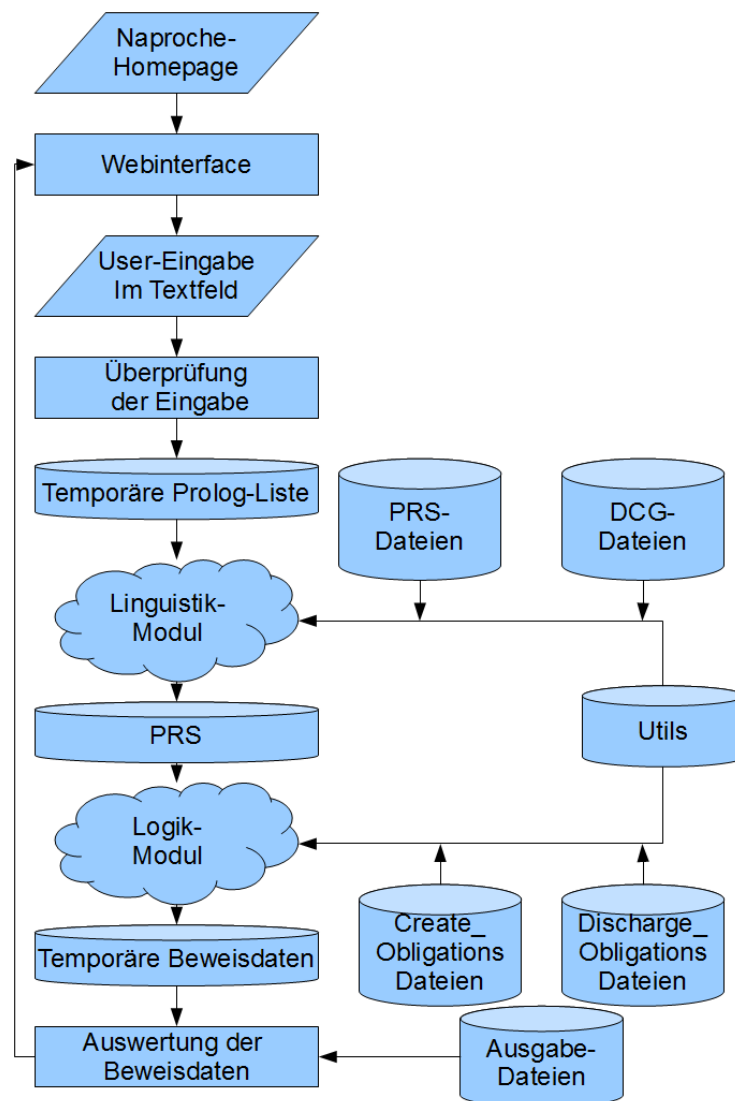 Naproche-
Homepage
Webinterface
User-Eingabe
Im Textfeld
Überprüfung
der Eingabe
Temporäre Prolog-Liste
PRS-
Dateien
DCG-
Dateien
Linguistik-
Modul
PRS
Utils
Logik-
Modul
Create_
Obligations
Dateien
Discharge_
Obligations
Dateien
Temporäre Beweisdaten
Auswertung der
Beweisdaten
Ausgabe-
Dateien